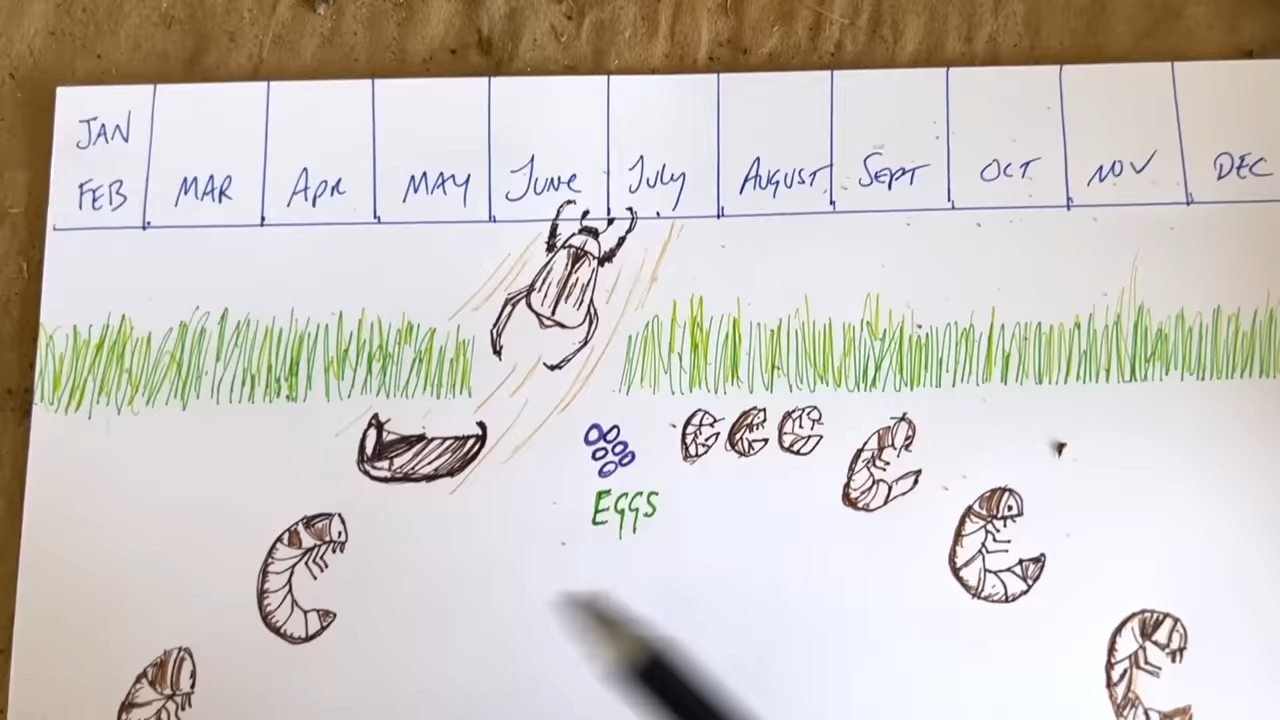 JAN
FEB
MAR
Apr
MAY
June
July
August
Sept
OCT.
NOV
DEC
Eggs